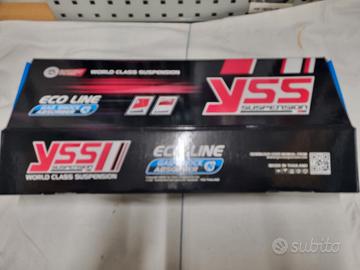 WORLD CLASS SUSPENSION
YSS
SUSPENSION
ECO LINE
GAS SHOCK
ABSORBER
YSS
SUSPENSION
WORLD CLASS SUSPENSION
ECO LINE
GAS SHOCK
ABSORBER
MADE IN THAILAND
subito